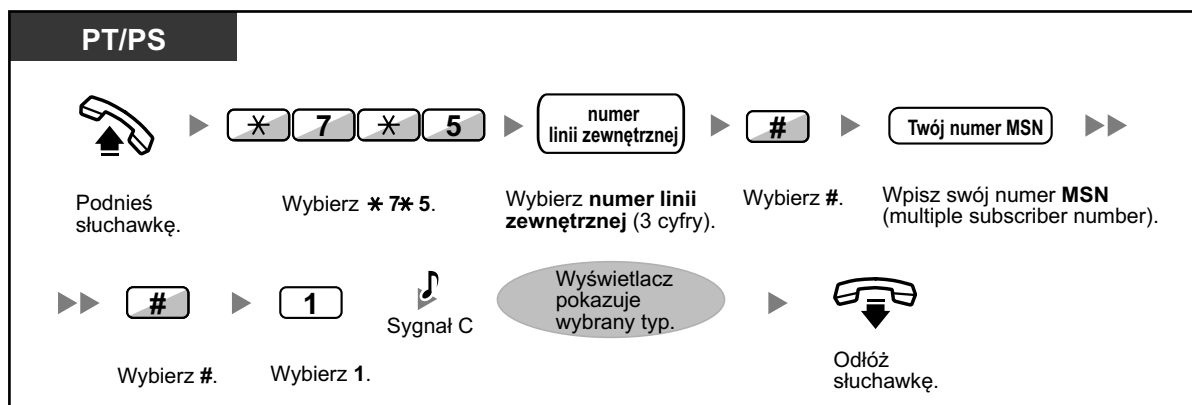 PT/PS
✳ 7 ✳ 5
numer
linii zewnętrznej
#
Twój numer MSN
Podnieś
słuchawkę.
Wybierz ✳ 7✳ 5.
Wybierz numer linii
zewnętrznej (3 cyfry).
Wybierz #.
Wpisz swój numer MSN
(multiple subscriber number).
#
1
Sygnał C
Wyświetlacz
pokazuje
wybrany typ.
Wybierz #.
Wybierz 1.
Odłóż
słuchawkę.